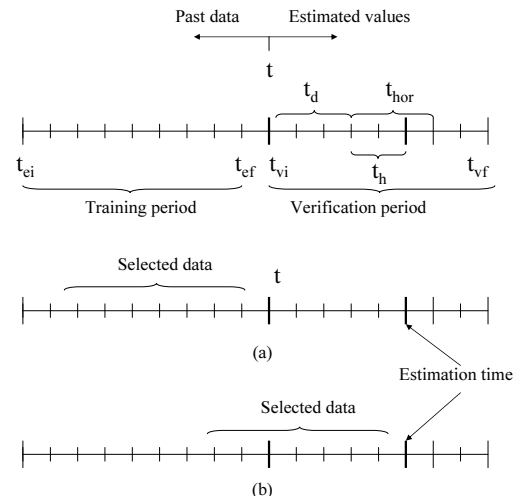 Past data Estimated values
t
t_d t_hor
t_ei t_ef t_vi t_h t_vf
Training period Verification period
Selected data t
(a)
Estimation time
Selected data
(b)